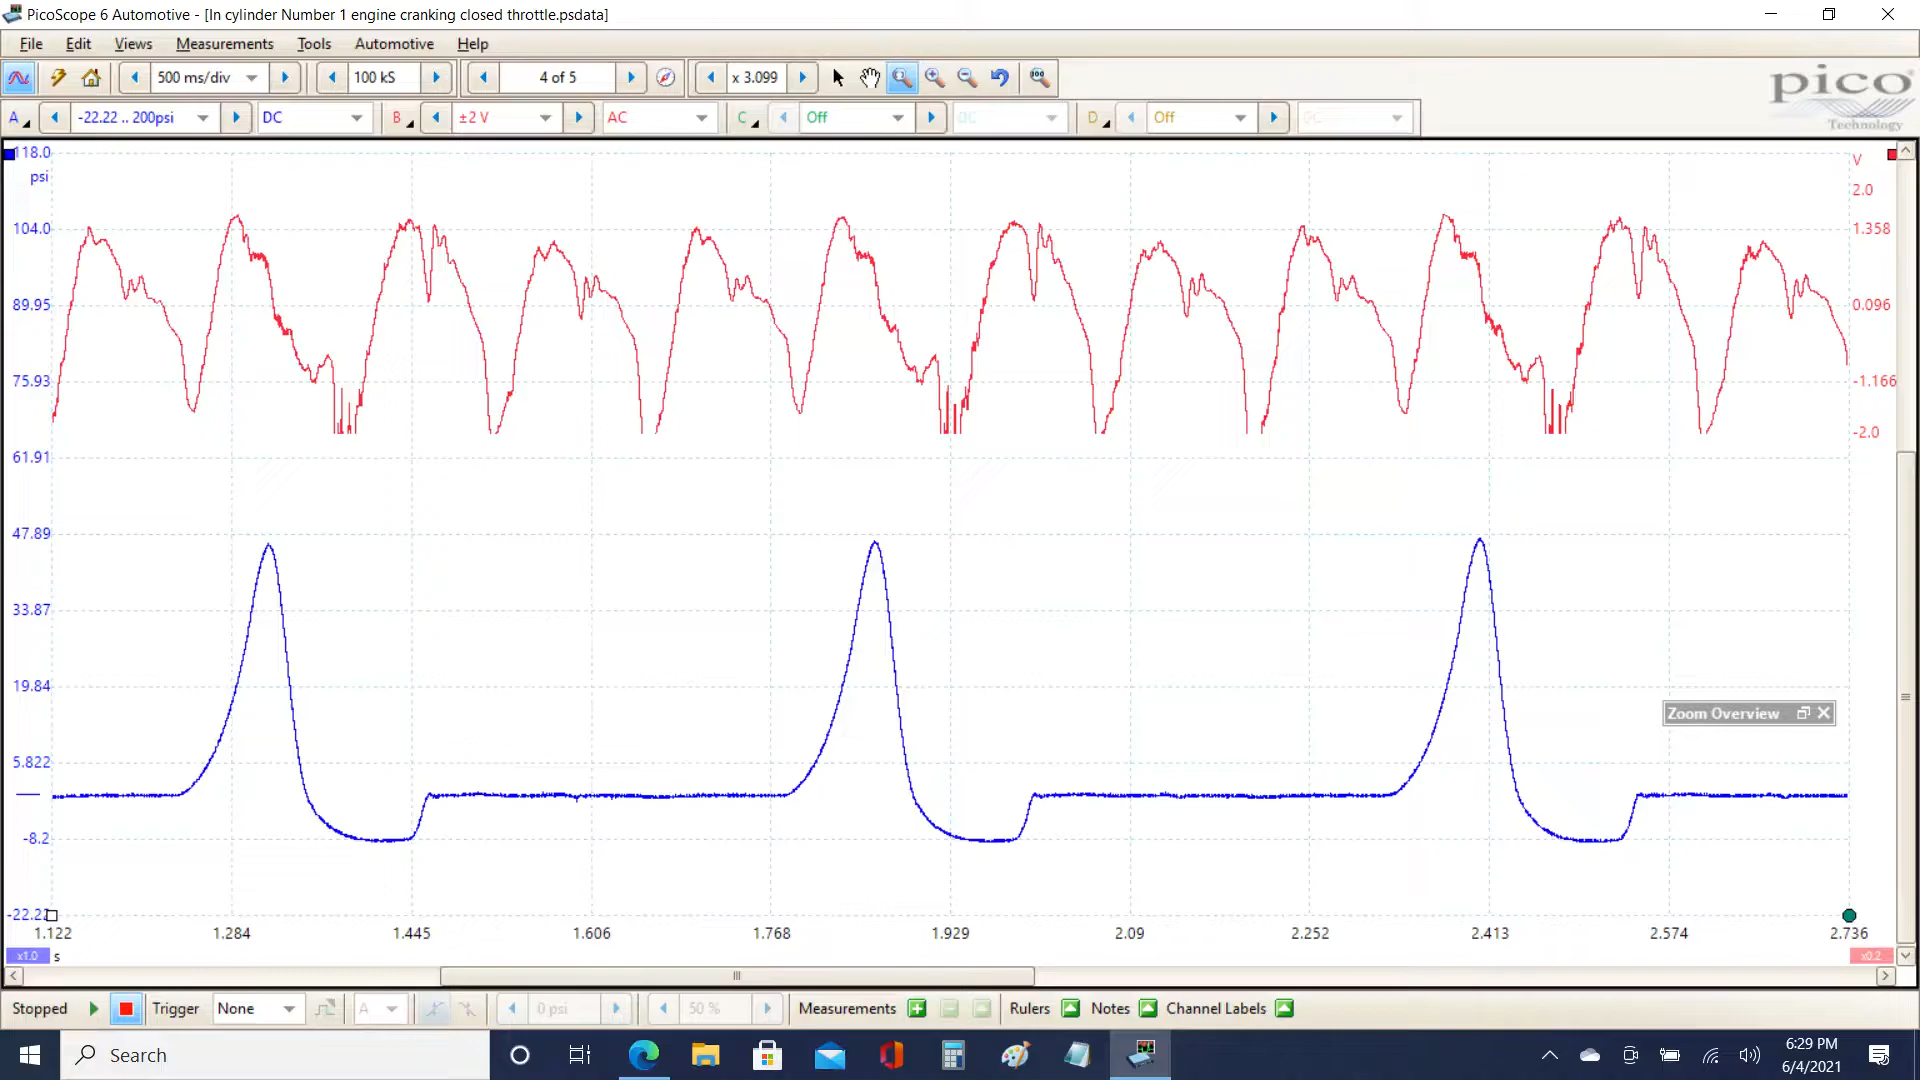 PicoScope 6 Automotive - [In cylinder Number 1 engine cranking closed throttle.psdata]
File Edit Views Measurements Tools Automotive Help
500 ms/div 100 kS 4 of 5 x 3.099
pico
Technology
A -22.22 .. 200psi DC B ±2 V AC C Off DC D Off DC
118.0 V
psi 2.0
104.0 1.358
89.95 0.096
75.93 -1.166
-2.0
61.91
47.89
33.87
19.84
Zoom Overview
5.822
-8.2
-22.22
1.122 1.284 1.445 1.606 1.768 1.929 2.09 2.252 2.413 2.574 2.736
x1.0 s x0.2
Stopped Trigger None A 0 psi 50 % Measurements Rulers Notes Channel Labels
Search
6:29 PM
6/4/2021